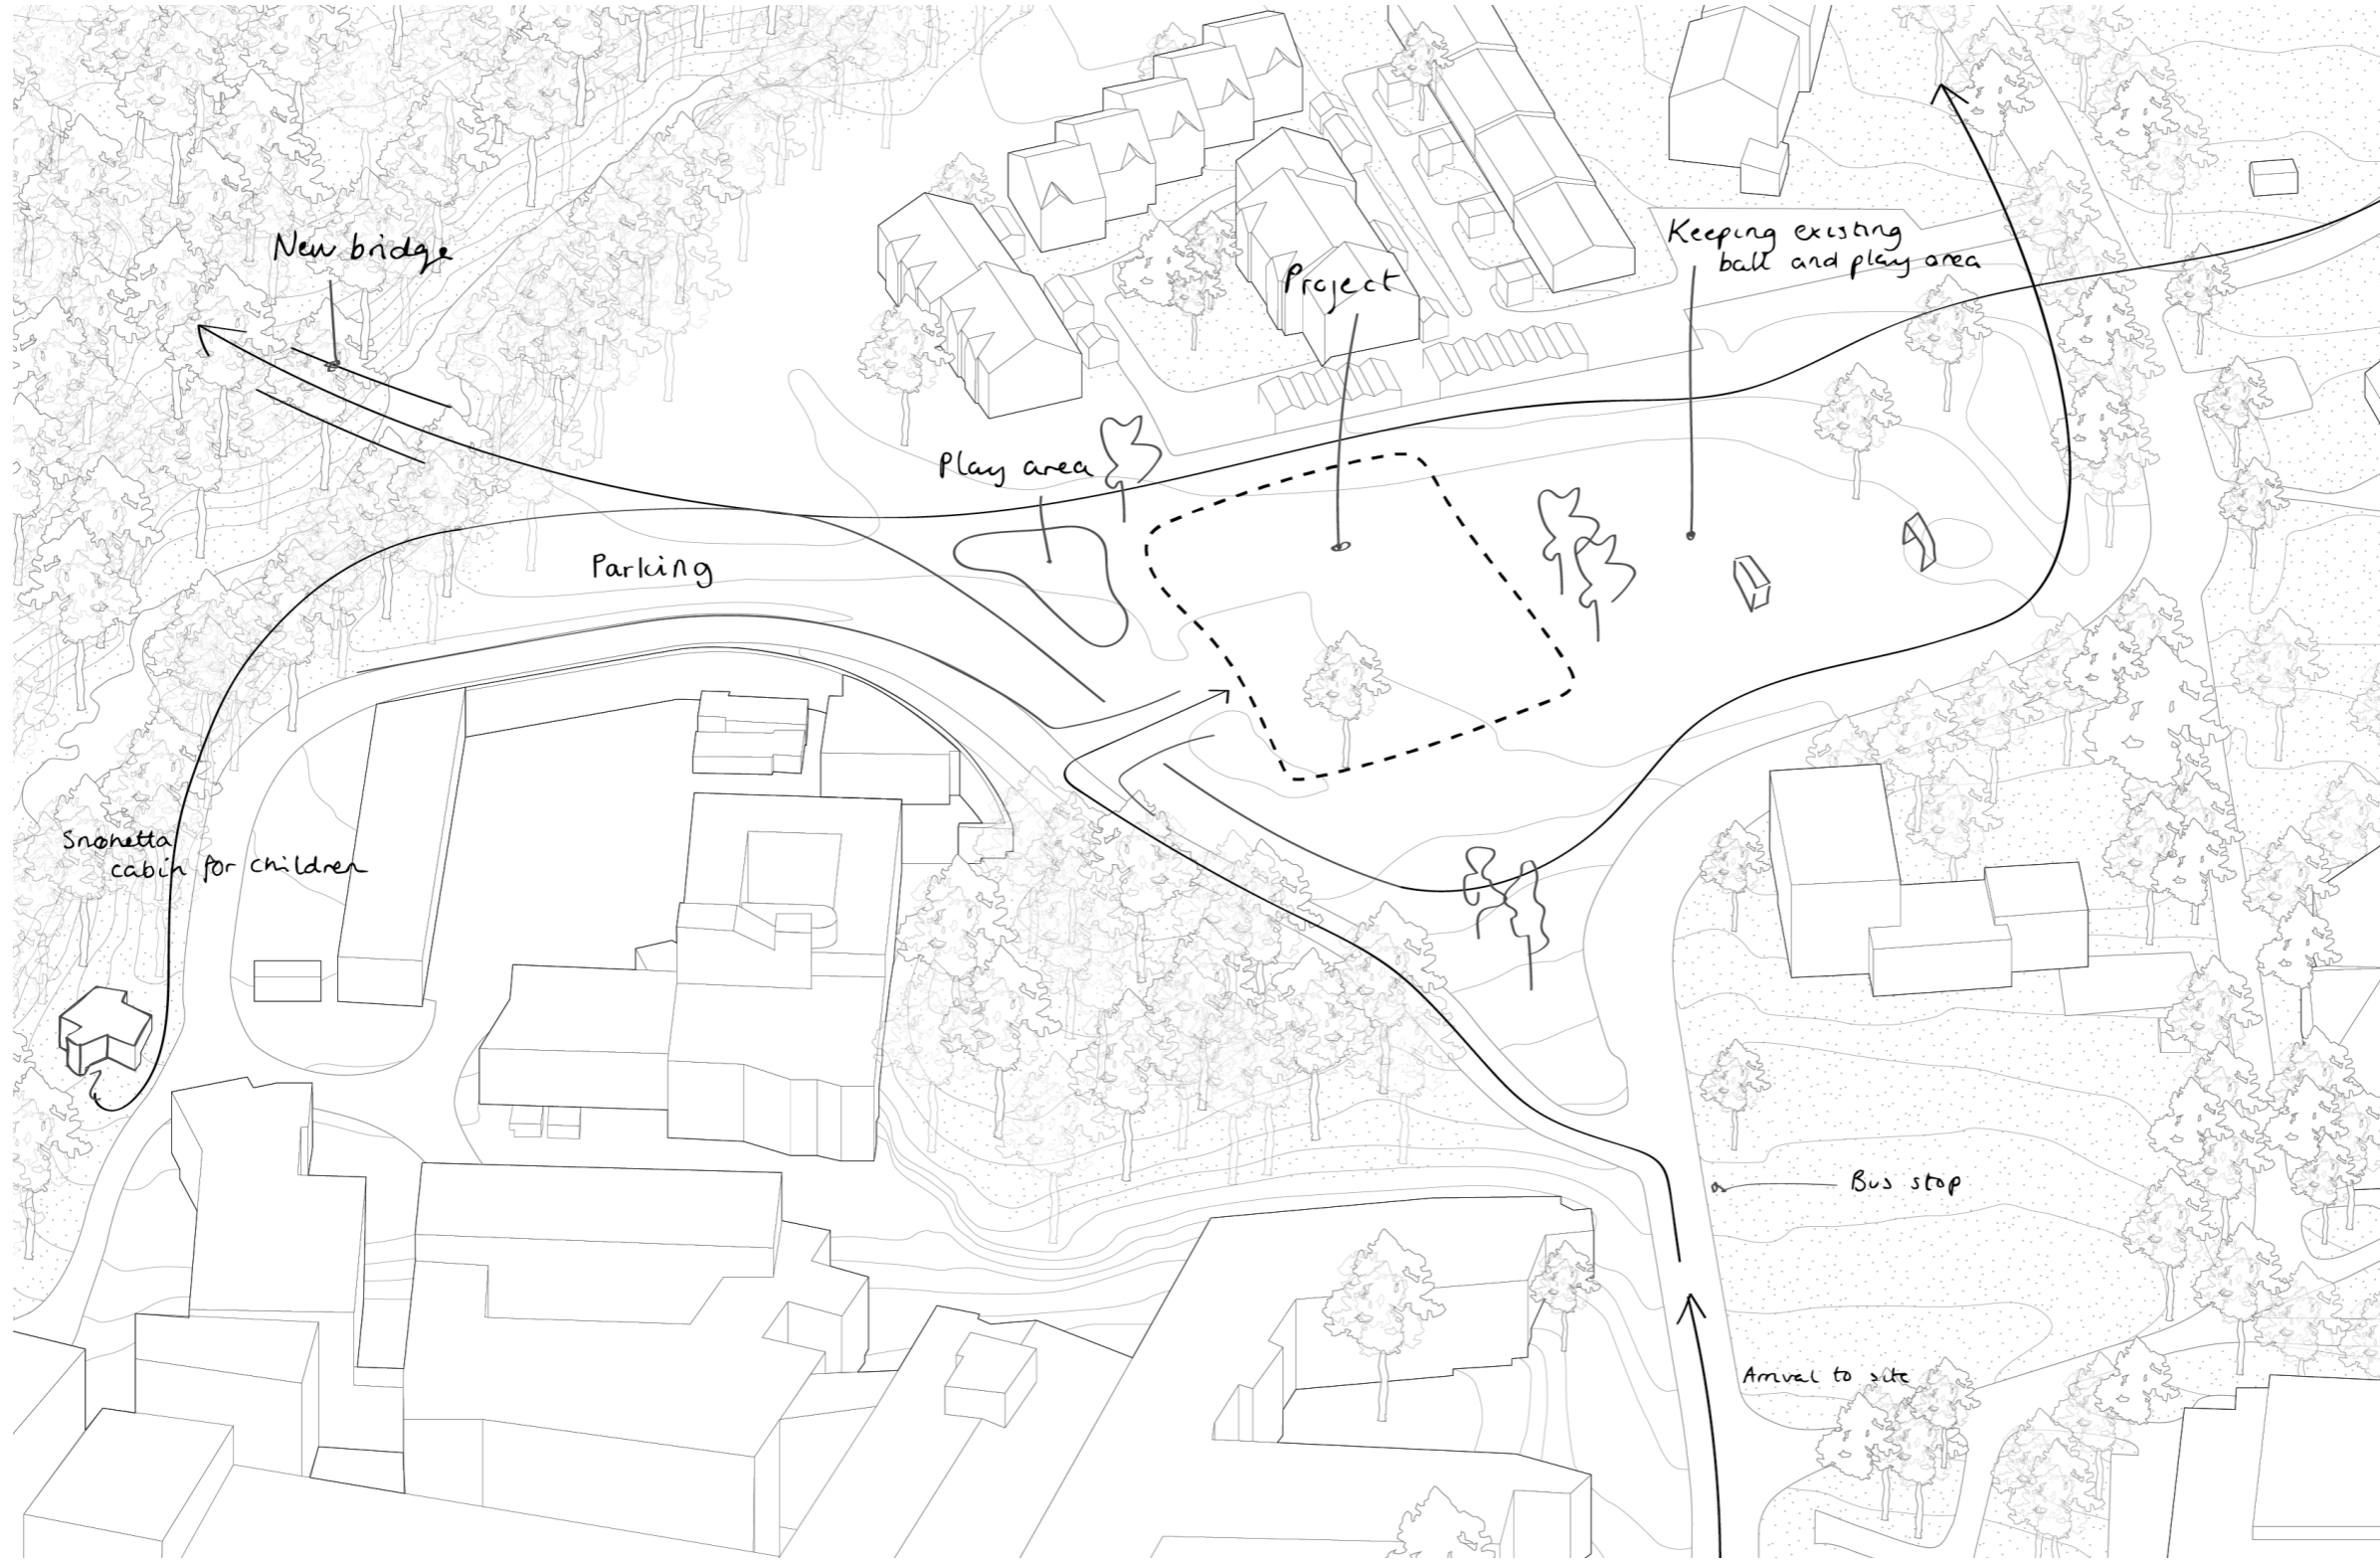 New bridge
Project
Keeping existing
ball and play area
Play area
Parking
Snohetta
cabin for children
Bus stop
Arrival to site